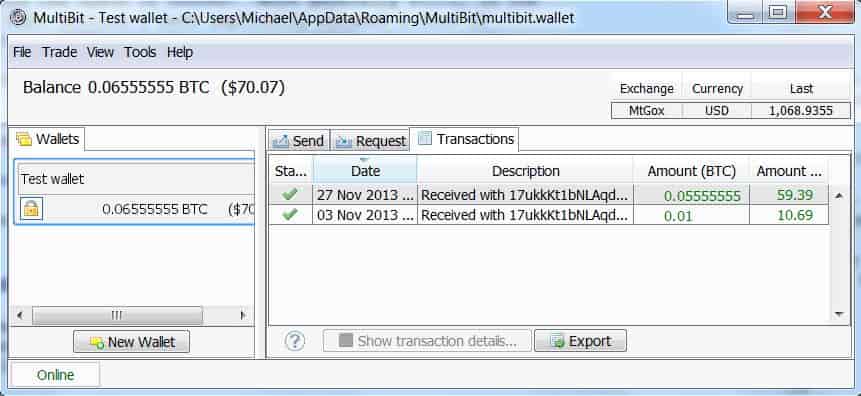 MultiBit - Test wallet - C:\Users\Michael\AppData\Roaming\MultiBit\multibit.wallet
File Trade View Tools Help
Balance 0.06555555 BTC ($70.07)
Exchange Currency Last
MtGox USD 1,068.9355
Wallets
Test wallet
0.06555555 BTC ($70
New Wallet
Send Request Transactions
Sta... Date Description Amount (BTC) Amount ...
27 Nov 2013 ... Received with 17ukkKt1bNLAqd... 0.05555555 59.39
03 Nov 2013 ... Received with 17ukkKt1bNLAqd... 0.01 10.69
? Show transaction details... Export
Online